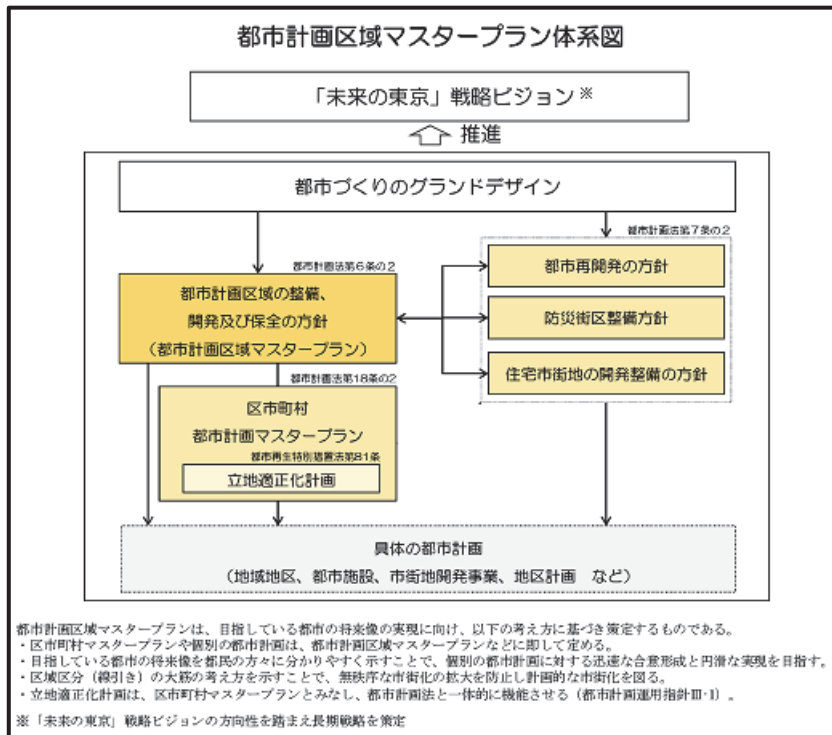 都市計画区域マスタープラン体系図
「未来の東京」戦略ビジョン※
推進
都市づくりのグランドデザイン
都市計画法第7条の2
都市計画法第6条の2
都市再開発の方針
都市計画区域の整備、
開発及び保全の方針
(都市計画区域マスタープラン)
防災街区整備方針
住宅市街地の開発整備の方針
都市計画法第18条の2
区市町村
都市計画マスタープラン
都市再生特別措置法第81条
立地適正化計画
具体の都市計画
(地域地区、都市施設、市街地開発事業、地区計画 など)
都市計画区域マスタープランは、目指している都市の将来像の実現に向け、以下の考え方に基づき策定するものである。
・区市町村マスタープランや個別の都市計画は、都市計画区域マスタープランなどに即して定める。
・目指している都市の将来像を都民の方々に分かりやすく示すことで、個別の都市計画に対する迅速な合意形成と円滑な実現を目指す。
・区域区分(線引き)の大筋の考え方を示すことで、無秩序な市街化の拡大を防止し計画的な市街化を図る。
・立地適正化計画は、区市町村マスタープランとみなし、都市計画法と一体的に機能させる(都市計画運用指針Ⅲ-1)。
※「未来の東京」戦略ビジョンの方向性を踏まえ長期戦略を策定